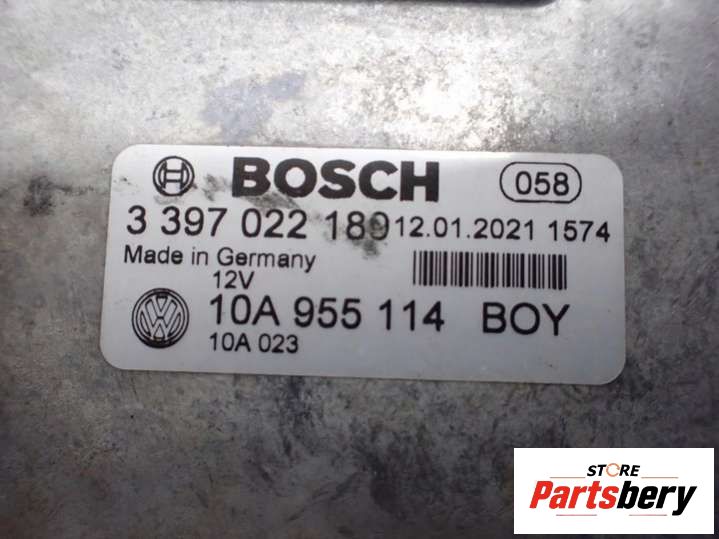 BOSCH 058
3 397 022 180 12.01.2021 1574
Made in Germany
12V
10A 955 114 BOY
10A 023
STORE
Partsbery